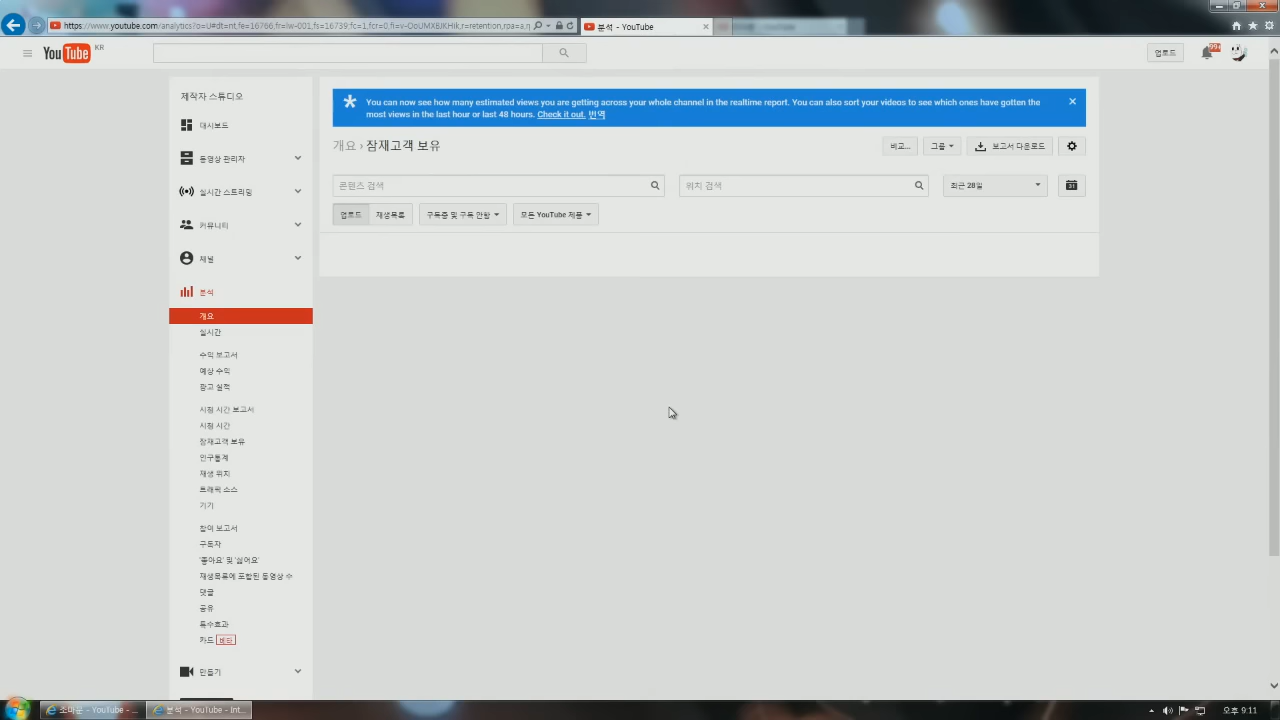 https://www.youtube.com/analytics?o=U#dt=nt,fe=16766,fr=lw-001,fs=16739;fc=1,fcr=0,fi=v-OoUMXBJKHik,r=retention,rpa=a,r
분석 - YouTube
YouTube KR
업로드
99+
제작자 스튜디오
대시보드
동영상 관리자
실시간 스트리밍
커뮤니티
채널
분석
개요
실시간
수익 보고서
예상 수익
광고 실적
시청 시간 보고서
시청 시간
잠재고객 보유
인구통계
재생 위치
트래픽 소스
기기
참여 보고서
구독자
'좋아요' 및 '싫어요'
재생목록에 포함된 동영상 수
댓글
공유
특수효과
카드 베타
만들기
You can now see how many estimated views you are getting across your whole channel in the realtime report. You can also sort your videos to see which ones have gotten the
most views in the last hour or last 48 hours. Check it out. 번역
개요 › 잠재고객 보유
비교...
그룹
보고서 다운로드
콘텐츠 검색
위치 검색
최근 28일
31
업로드
재생목록
구독중 및 구독 안함
모든 YouTube 제품
조마문 - YouTube - ...
분석 - YouTube - Int...
오후 9:11